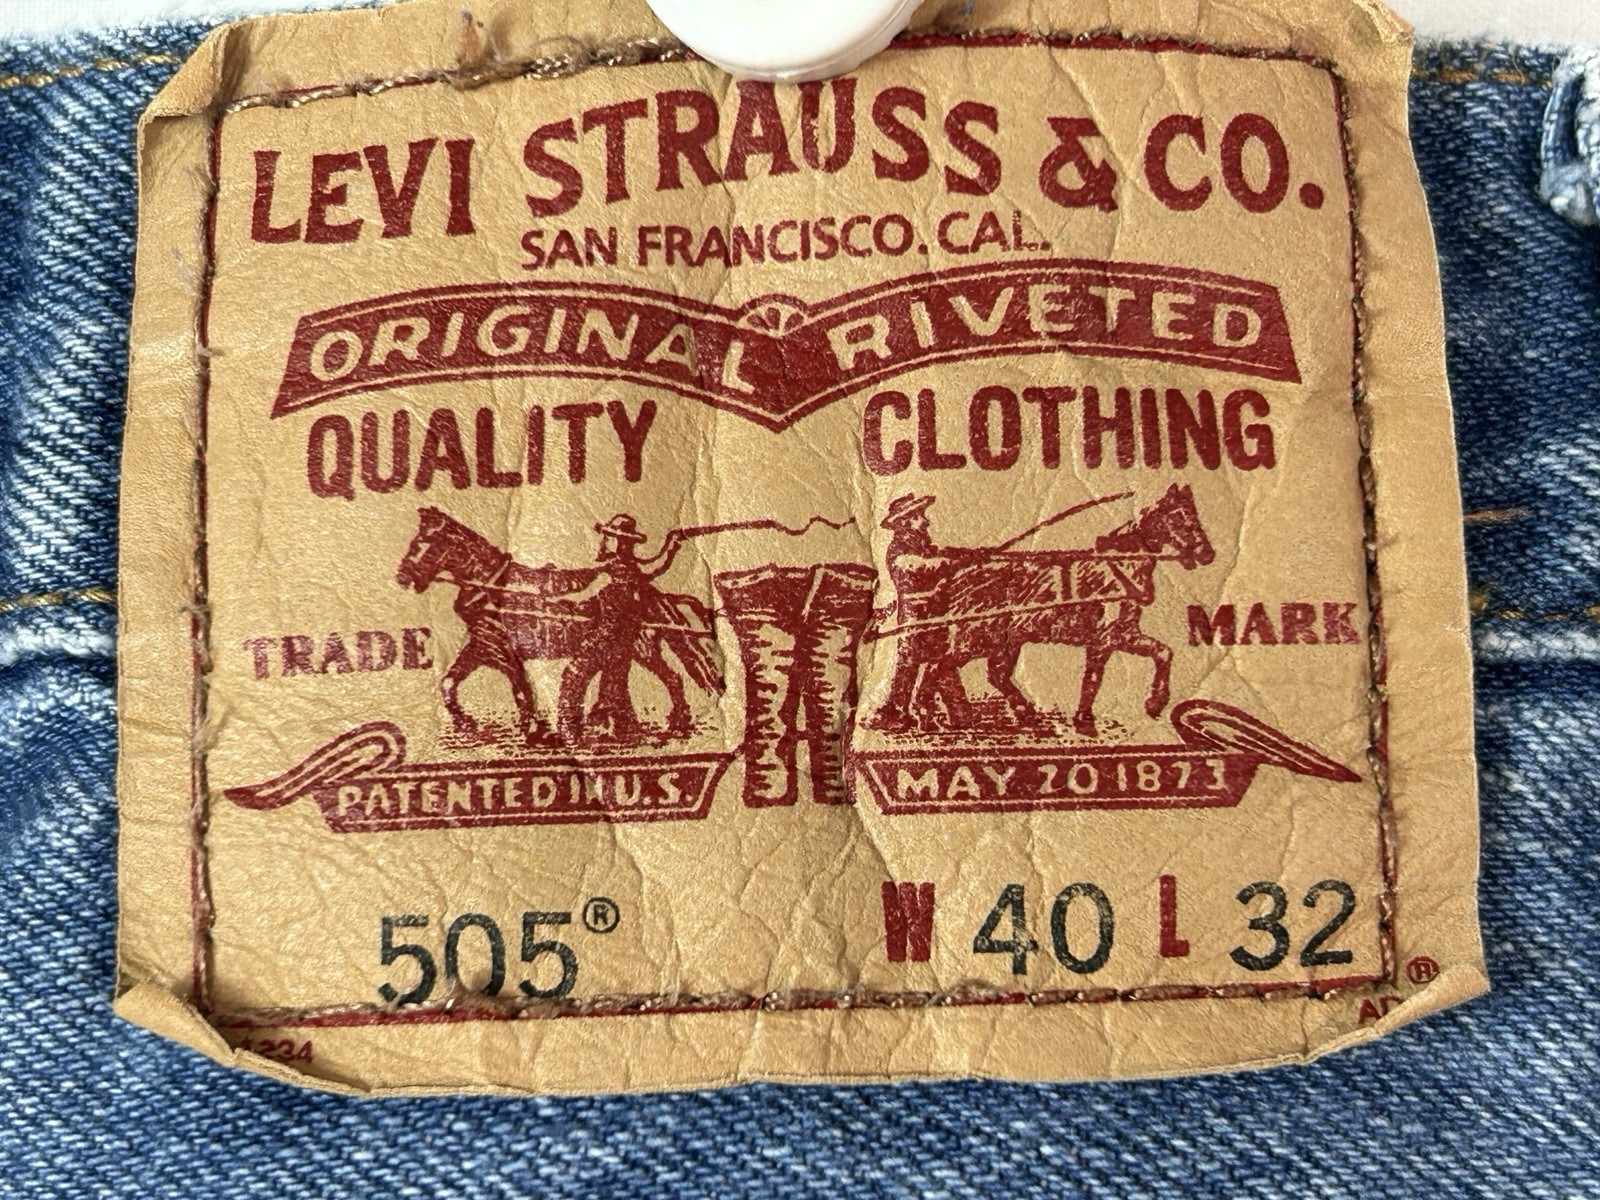 LEVI STRAUSS & CO.
SAN FRANCISCO. CAL.
ORIGINAL RIVETED
QUALITY CLOTHING
TRADE MARK
PATENTED IN U.S. MAY 20 1873
505® W 40 L 32
®